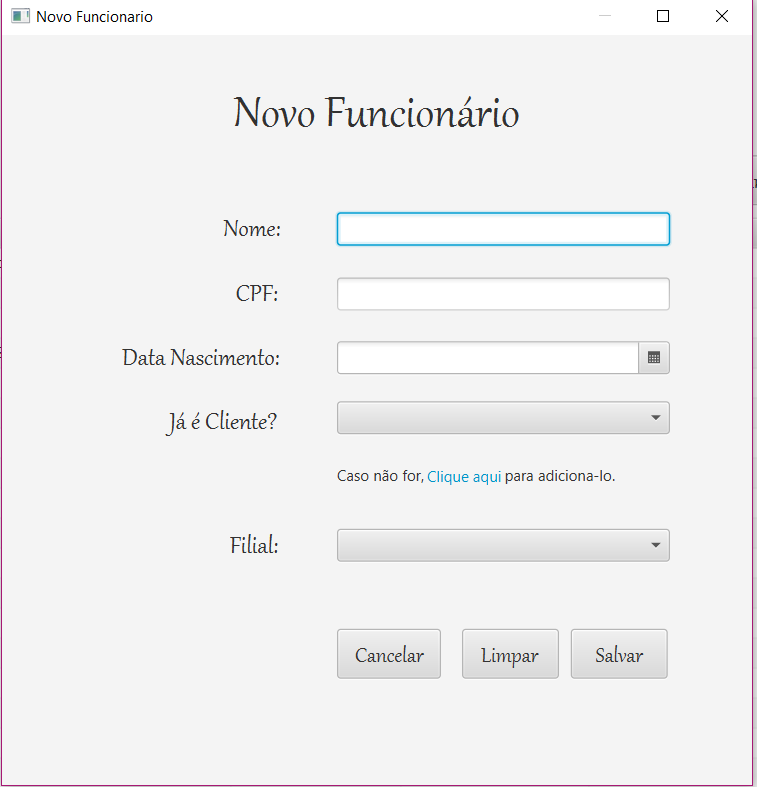 Novo Funcionario
Novo Funcionário
Nome:
CPF:
Data Nascimento:
Já é Cliente?
Caso não for, Clique aqui para adiciona-lo.
Filial:
Cancelar Limpar Salvar